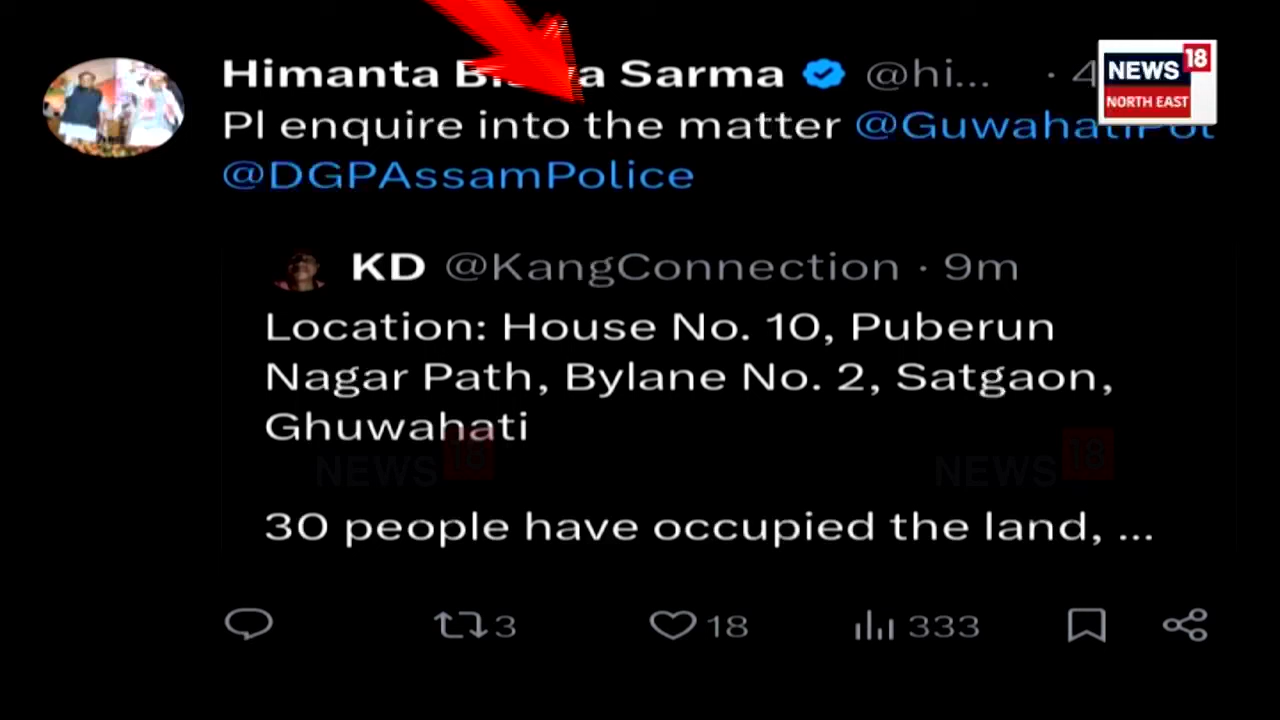 Himanta Sarma @hi... · 4
NEWS 18
NORTH EAST
Pl enquire into the matter
@DGPAssamPolice
KD @KangConnection · 9m
Location: House No. 10, Puberun
Nagar Path, Bylane No. 2, Satgaon,
Ghuwahati
NEWS 18 NEWS 18
30 people have occupied the land, ...
3 18 333